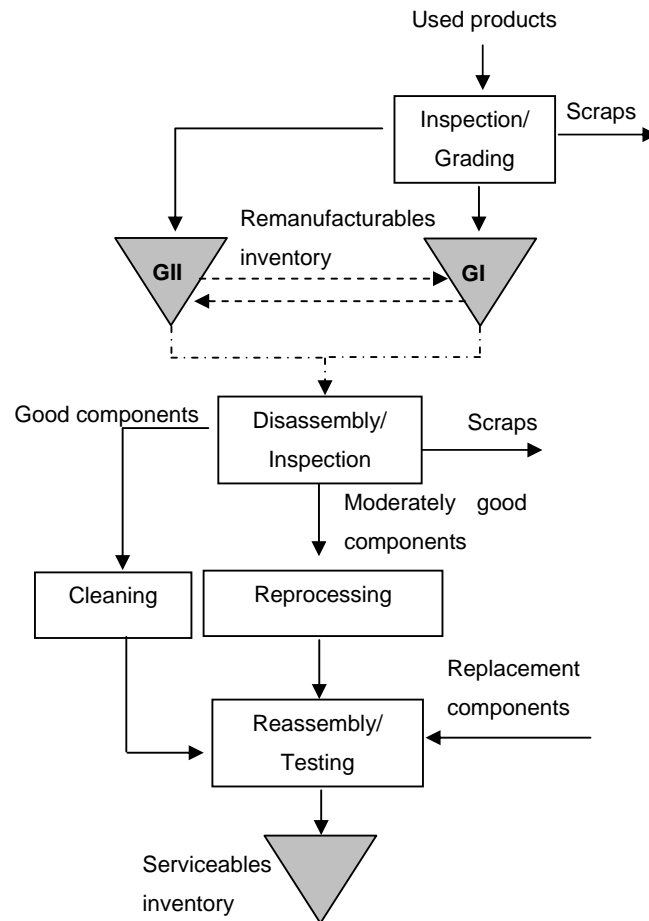 Used products
Inspection/
Grading
Scraps
Remanufacturables
inventory
GII
GI
Good components
Disassembly/
Inspection
Scraps
Moderately good
components
Cleaning
Reprocessing
Replacement
components
Reassembly/
Testing
Serviceables
inventory